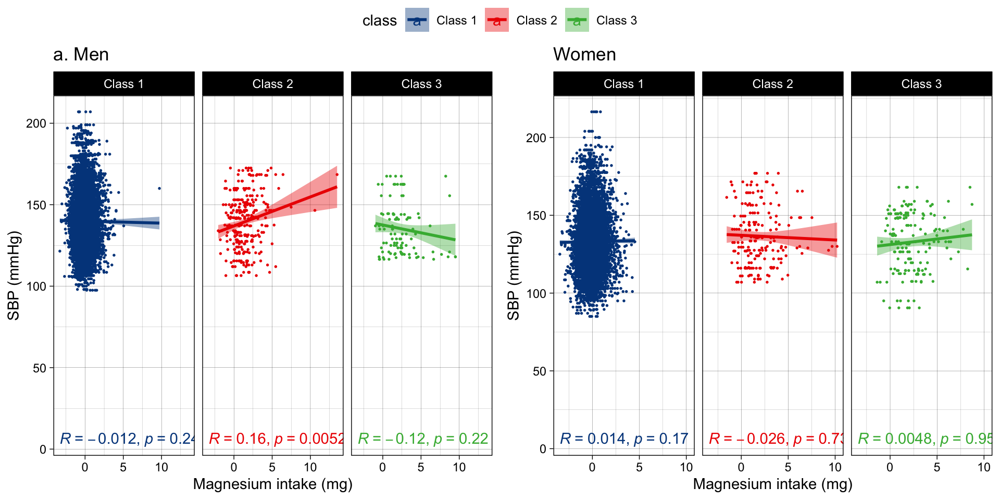 class a Class 1 a Class 2 a Class 3
a. Men
Women
Class 1 Class 2 Class 3
Class 1 Class 2 Class 3
SBP (mmHg)
200
150
100
50
0
R = −0.012, p = 0.24
R = 0.16, p = 0.0052
R = −0.12, p = 0.22
0 5 10
0 5 10
0 5 10
Magnesium intake (mg)
SBP (mmHg)
200
150
100
50
0
R = 0.014, p = 0.17
R = −0.026, p = 0.73
R = 0.0048, p = 0.95
0 5 10
0 5 10
0 5 10
Magnesium intake (mg)